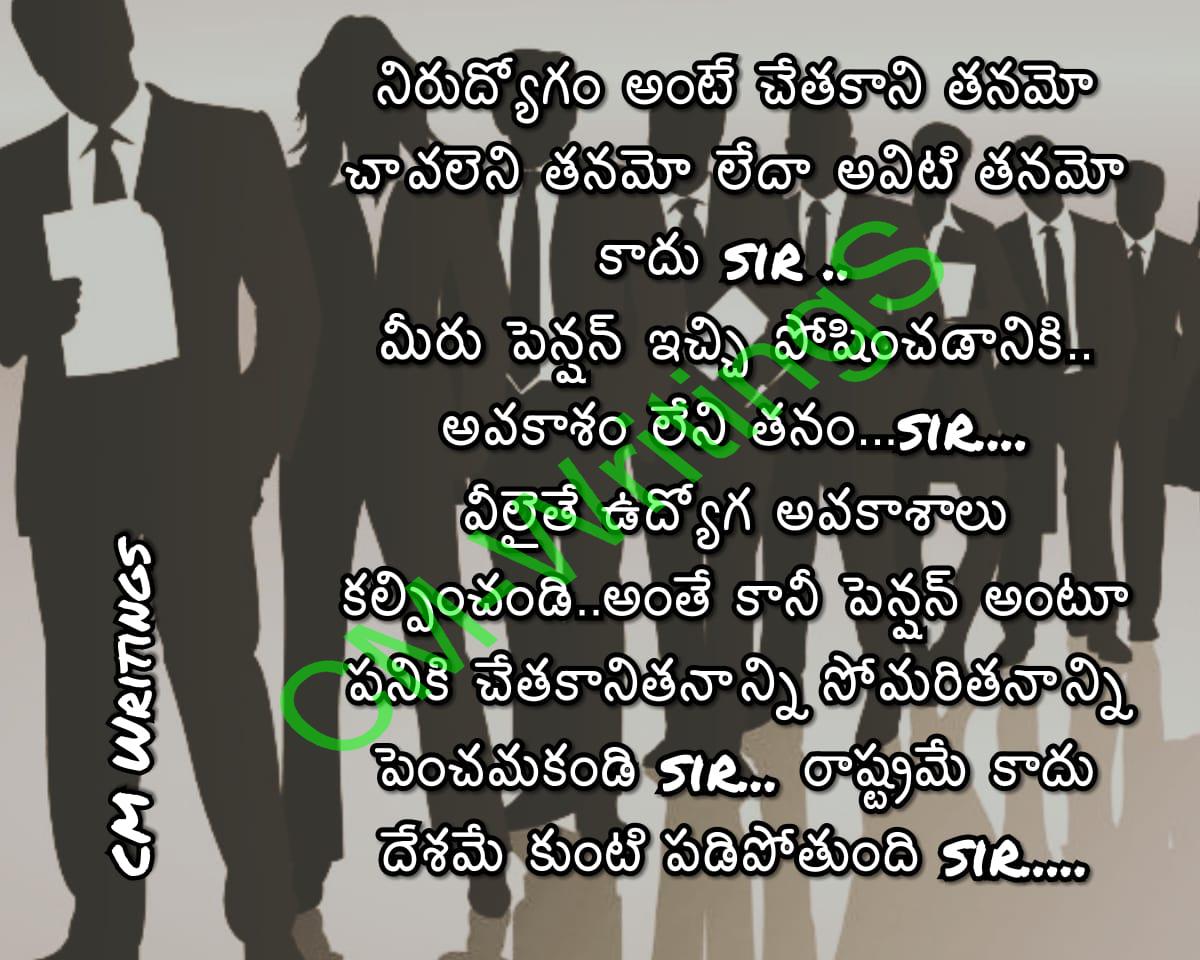 నిరుద్యోగం అంటే చేతకాని తనమో
చావలెని తనమో లేదా అవిటి తనమో
కాదు SIR ..
మీరు పెన్షన్ ఇచ్చి పోషించడానికి..
అవకాశం లేని తనం...SIR....
వీలైతే ఉద్యోగ అవకాశాలు
కల్పించండి..అంతే కానీ పెన్షన్ అంటూ
పనికి చేతకానితనాన్ని సోమరితనాన్ని
పెంచమకండి SIR... రాష్ట్రమే కాదు
దేశమే కుంటి పడిపోతుంది SIR.....
CM WRITINGS
CM-WritingS